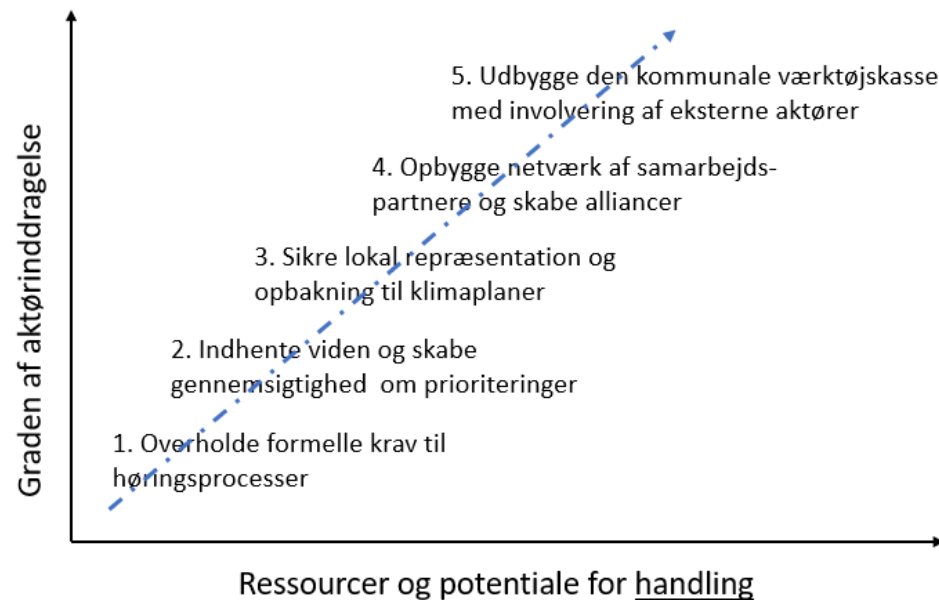 5. Udbygge den kommunale værktøjskasse
med involvering af eksterne aktører
4. Opbygge netværk af samarbejds-
partnere og skabe alliancer
3. Sikre lokal repræsentation og
opbakning til klimaplaner
2. Indhente viden og skabe
gennemsigtighed om prioriteringer
1. Overholde formelle krav til
høringsprocesser
Graden af aktørinddragelse
Ressourcer og potentiale for handling